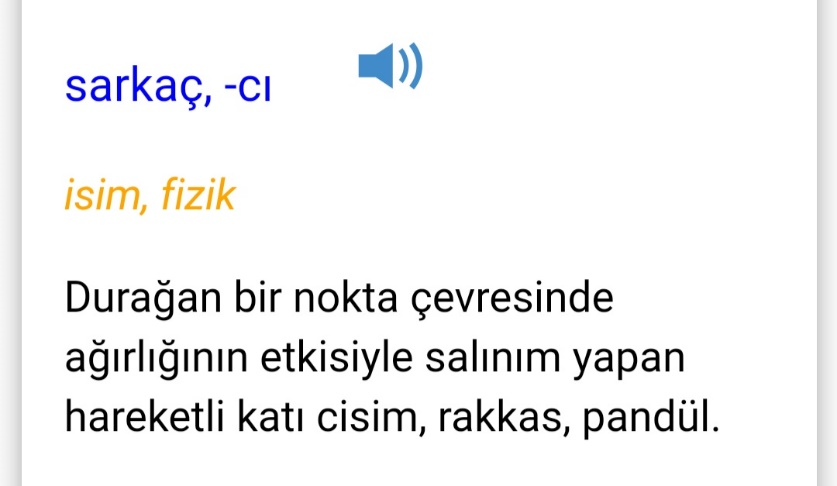 sarkaç, -cı
isim, fizik
Durağan bir nokta çevresinde
ağırlığının etkisiyle salınım yapan
hareketli katı cisim, rakkas, pandül.